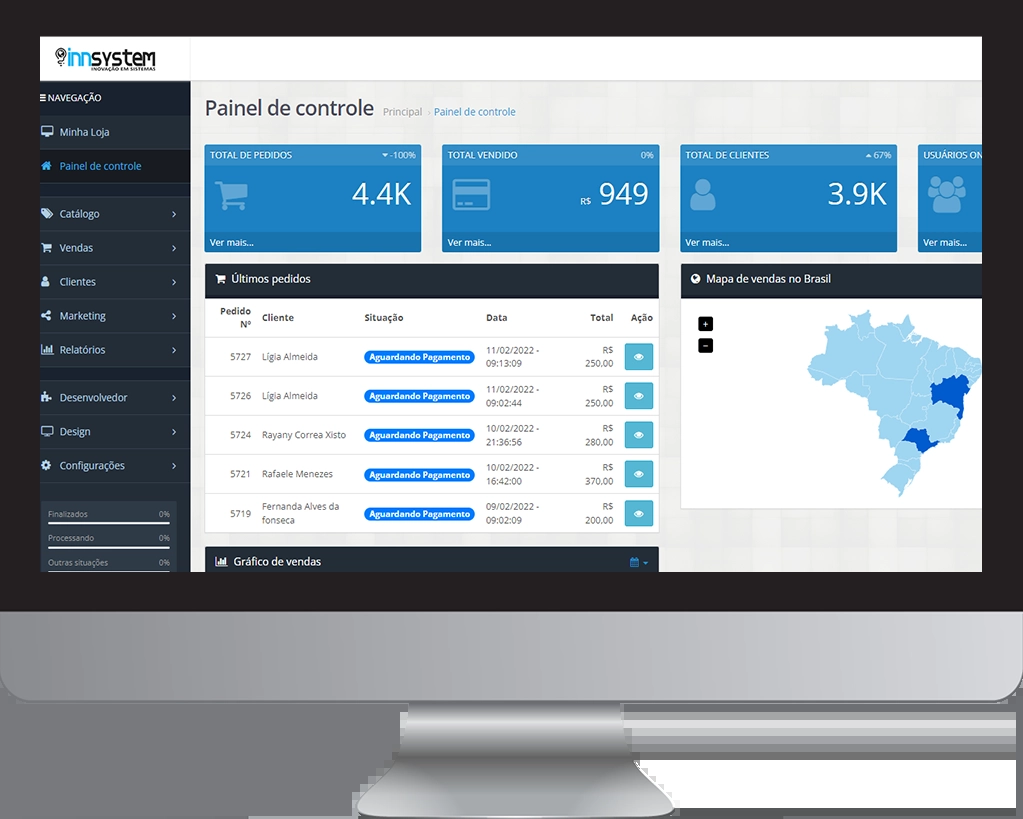 innsystem
INOVAÇÃO EM SISTEMAS
NAVEGAÇÃO
Minha Loja
Painel de controle
Catálogo
Vendas
Clientes
Marketing
Relatórios
Desenvolvedor
Design
Configurações
Finalizados 0%
Processando 0%
Outras situações 0%
Painel de controle Principal › Painel de controle
TOTAL DE PEDIDOS -100%
4.4K
Ver mais...
TOTAL VENDIDO 0%
R$ 949
Ver mais...
TOTAL DE CLIENTES 67%
3.9K
Ver mais...
USUÁRIOS ON
Ver mais...
Últimos pedidos
Pedido Nº Cliente Situação Data Total Ação
5727 Lígia Almeida Aguardando Pagamento 11/02/2022 - 09:13:09 R$ 250,00
5726 Lígia Almeida Aguardando Pagamento 11/02/2022 - 09:02:44 R$ 250,00
5724 Rayany Correa Xisto Aguardando Pagamento 10/02/2022 - 21:36:56 R$ 280,00
5721 Rafaele Menezes Aguardando Pagamento 10/02/2022 - 16:42:00 R$ 370,00
5719 Fernanda Alves da fonseca Aguardando Pagamento 09/02/2022 - 09:02:09 R$ 200,00
Mapa de vendas no Brasil
+
−
Gráfico de vendas